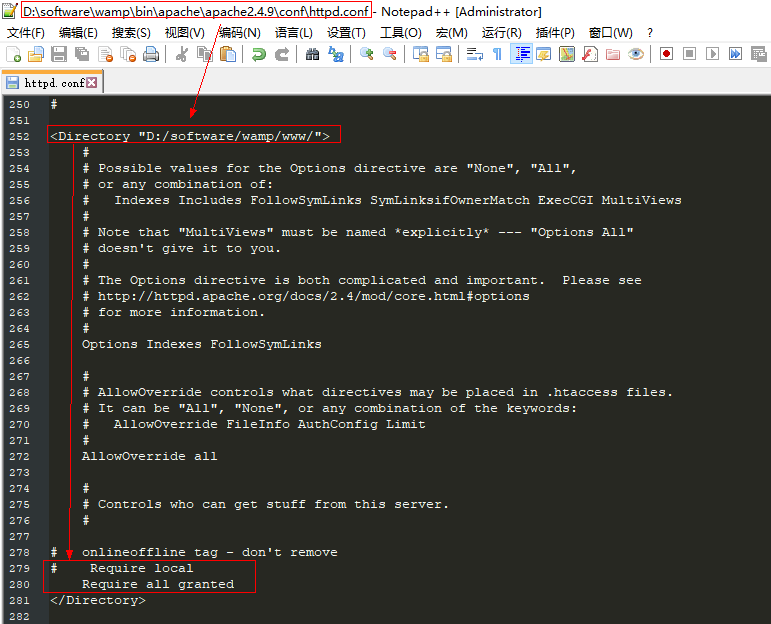 D:\software\wamp\bin\apache\apache2.4.9\conf\httpd.conf - Notepad++ [Administrator]
文件(F) 编辑(E) 搜索(S) 视图(V) 编码(N) 语言(L) 设置(T) 工具(O) 宏(M) 运行(R) 插件(P) 窗口(W) ?
httpd.conf
250 #
251
252 <Directory "D:/software/wamp/www/">
253 #
254 # Possible values for the Options directive are "None", "All",
255 # or any combination of:
256 #   Indexes Includes FollowSymLinks SymLinksifOwnerMatch ExecCGI MultiViews
257 #
258 # Note that "MultiViews" must be named *explicitly* --- "Options All"
259 # doesn't give it to you.
260 #
261 # The Options directive is both complicated and important.  Please see
262 # http://httpd.apache.org/docs/2.4/mod/core.html#options
263 # for more information.
264 #
265 Options Indexes FollowSymLinks
266
267 #
268 # AllowOverride controls what directives may be placed in .htaccess files.
269 # It can be "All", "None", or any combination of the keywords:
270 #   AllowOverride FileInfo AuthConfig Limit
271 #
272 AllowOverride all
273
274 #
275 # Controls who can get stuff from this server.
276 #
277
278 #   onlineoffline tag - don't remove
279 #    Require local
280 Require all granted
281 </Directory>
282